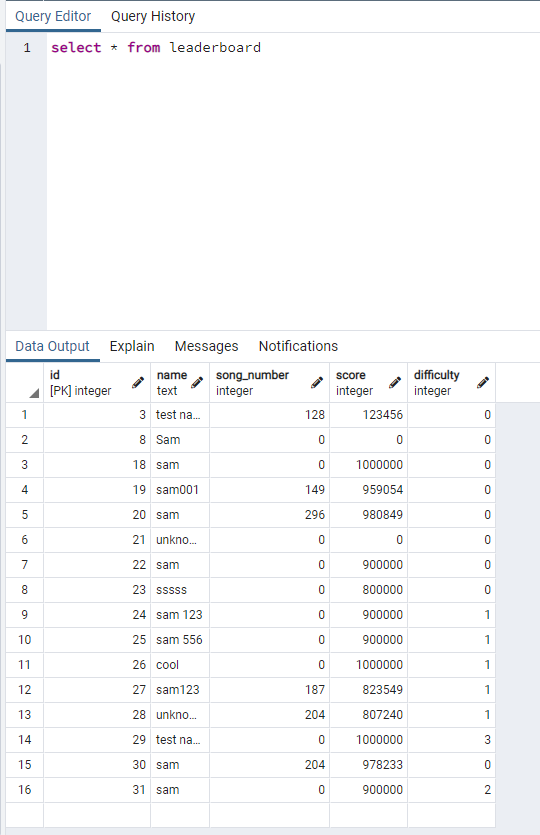 Query Editor Query History
1 select * from leaderboard
Data Output Explain Messages Notifications
id name song_number score difficulty
[PK] integer text integer integer integer
1 3 test na... 128 123456 0
2 8 Sam 0 0 0
3 18 sam 0 1000000 0
4 19 sam001 149 959054 0
5 20 sam 296 980849 0
6 21 unkno... 0 0 0
7 22 sam 0 900000 0
8 23 sssss 0 800000 0
9 24 sam 123 0 900000 1
10 25 sam 556 0 900000 1
11 26 cool 0 1000000 1
12 27 sam123 187 823549 1
13 28 unkno... 204 807240 1
14 29 test na... 0 1000000 3
15 30 sam 204 978233 0
16 31 sam 0 900000 2